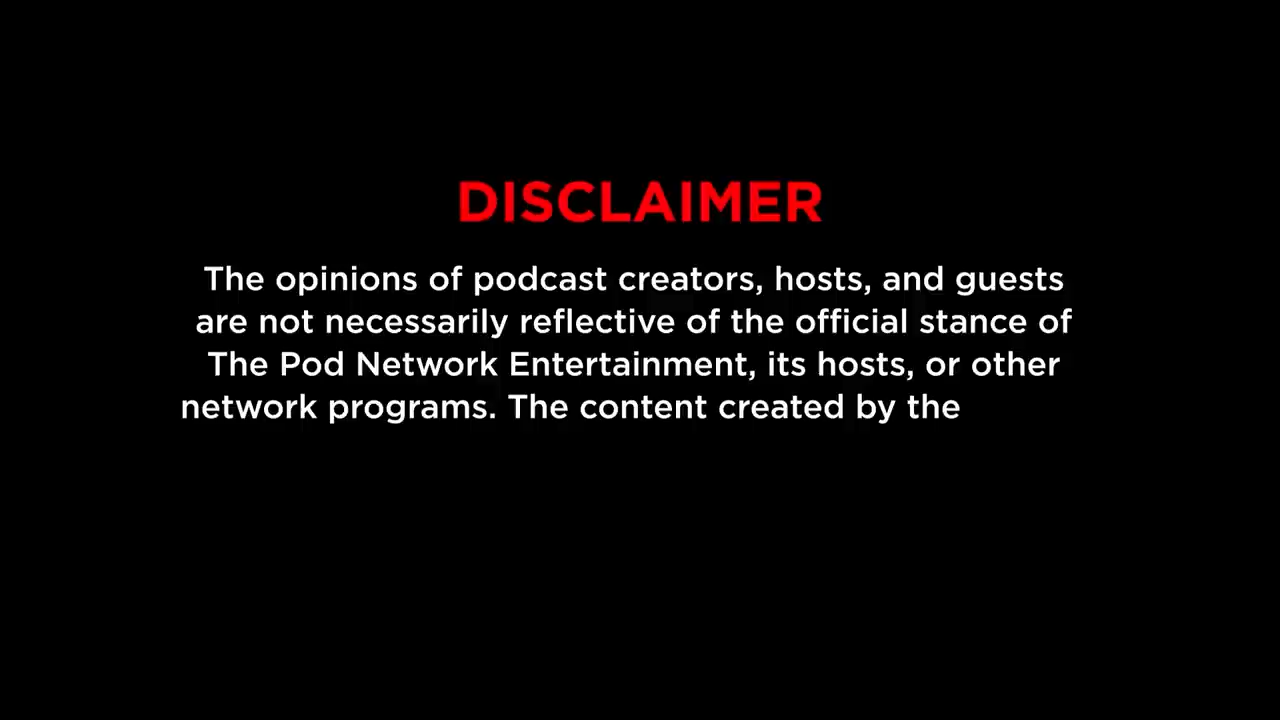 DISCLAIMER
The opinions of podcast creators, hosts, and guests
are not necessarily reflective of the official stance of
The Pod Network Entertainment, its hosts, or other
network programs. The content created by the